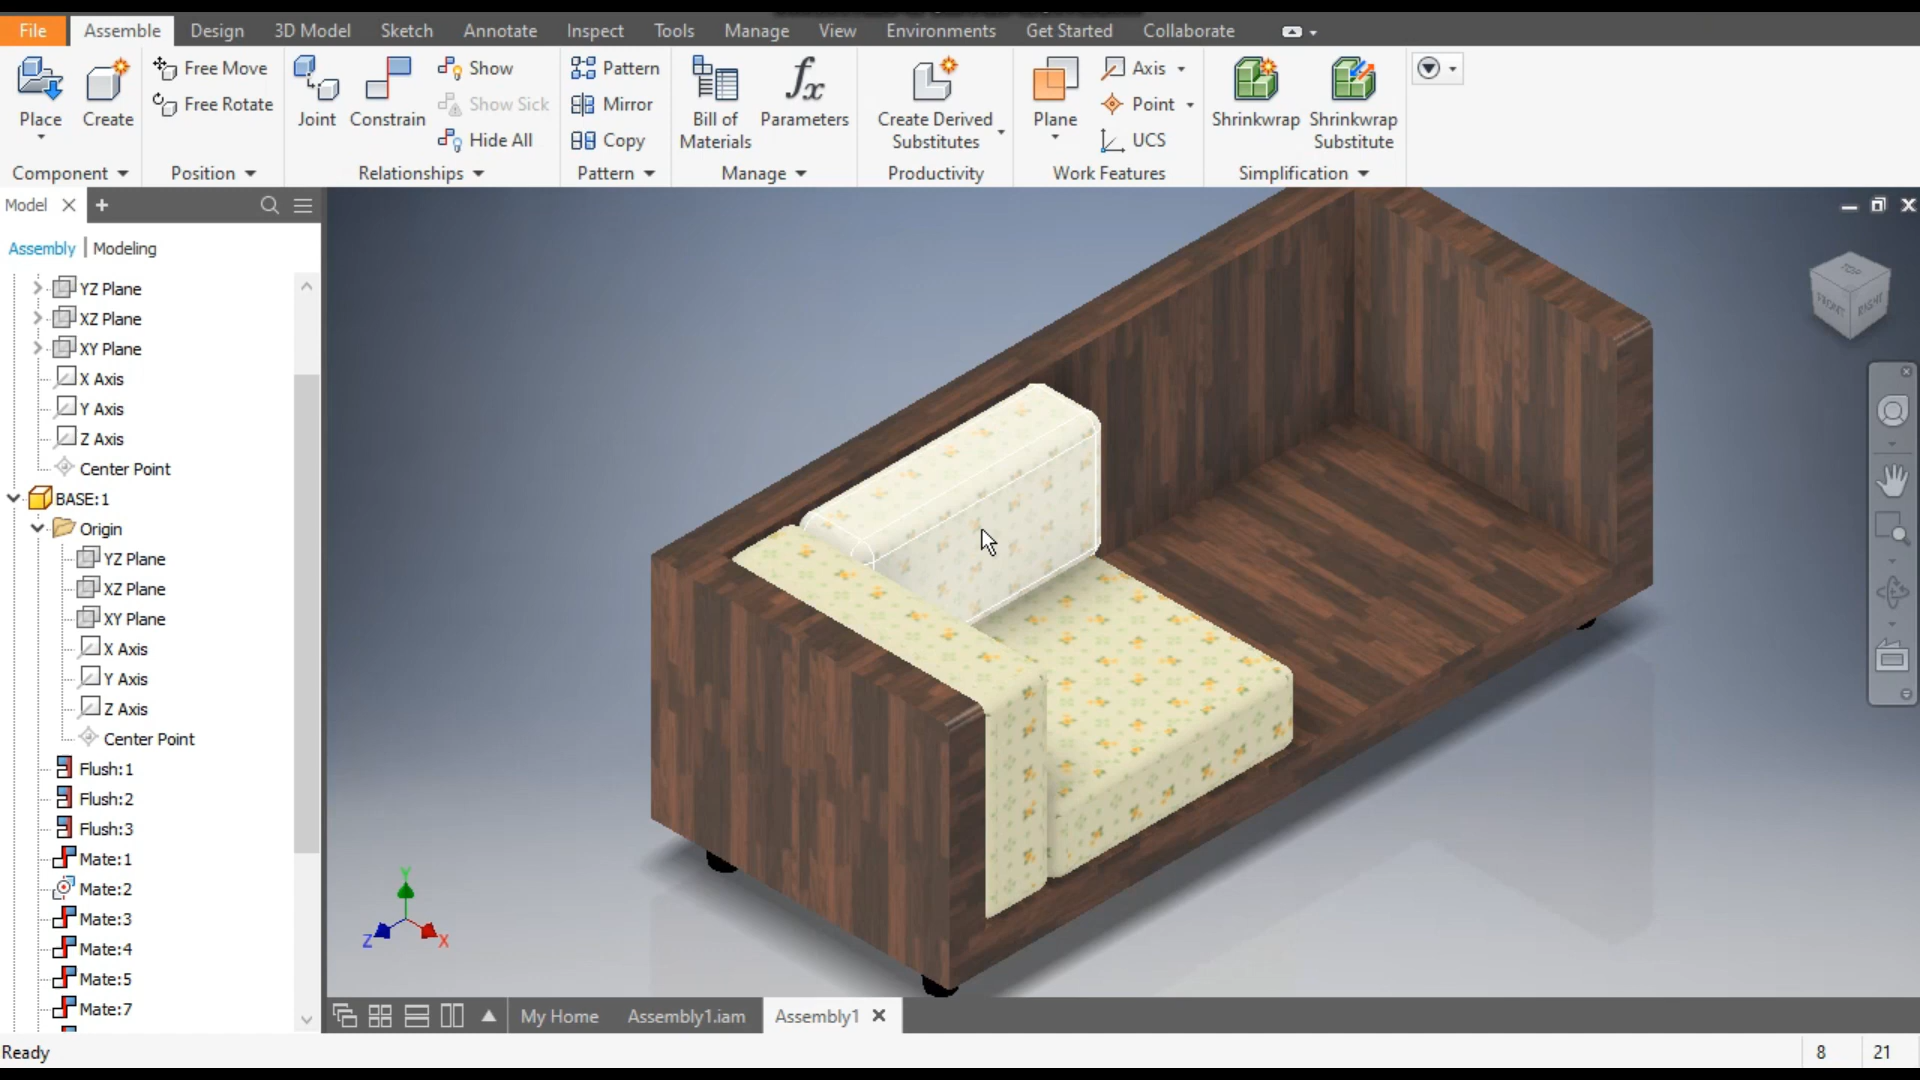 File Assemble Design 3D Model Sketch Annotate Inspect Tools Manage View Environments Get Started Collaborate
Place
Create
Component
Free Move
Free Rotate
Position
Joint
Constrain
Show
Show Sick
Hide All
Relationships
Pattern
Mirror
Copy
Pattern
Bill of
Materials
fx
Parameters
Manage
Create Derived
Substitutes
Productivity
Plane
Axis
Point
UCS
Work Features
Shrinkwrap
Shrinkwrap
Substitute
Simplification
Model
Assembly | Modeling
YZ Plane
XZ Plane
XY Plane
X Axis
Y Axis
Z Axis
Center Point
BASE:1
Origin
YZ Plane
XZ Plane
XY Plane
X Axis
Y Axis
Z Axis
Center Point
Flush:1
Flush:2
Flush:3
Mate:1
Mate:2
Mate:3
Mate:4
Mate:5
Mate:7
TOP
FRONT
RIGHT
Y
Z
X
My Home Assembly1.iam Assembly1
Ready 8 21